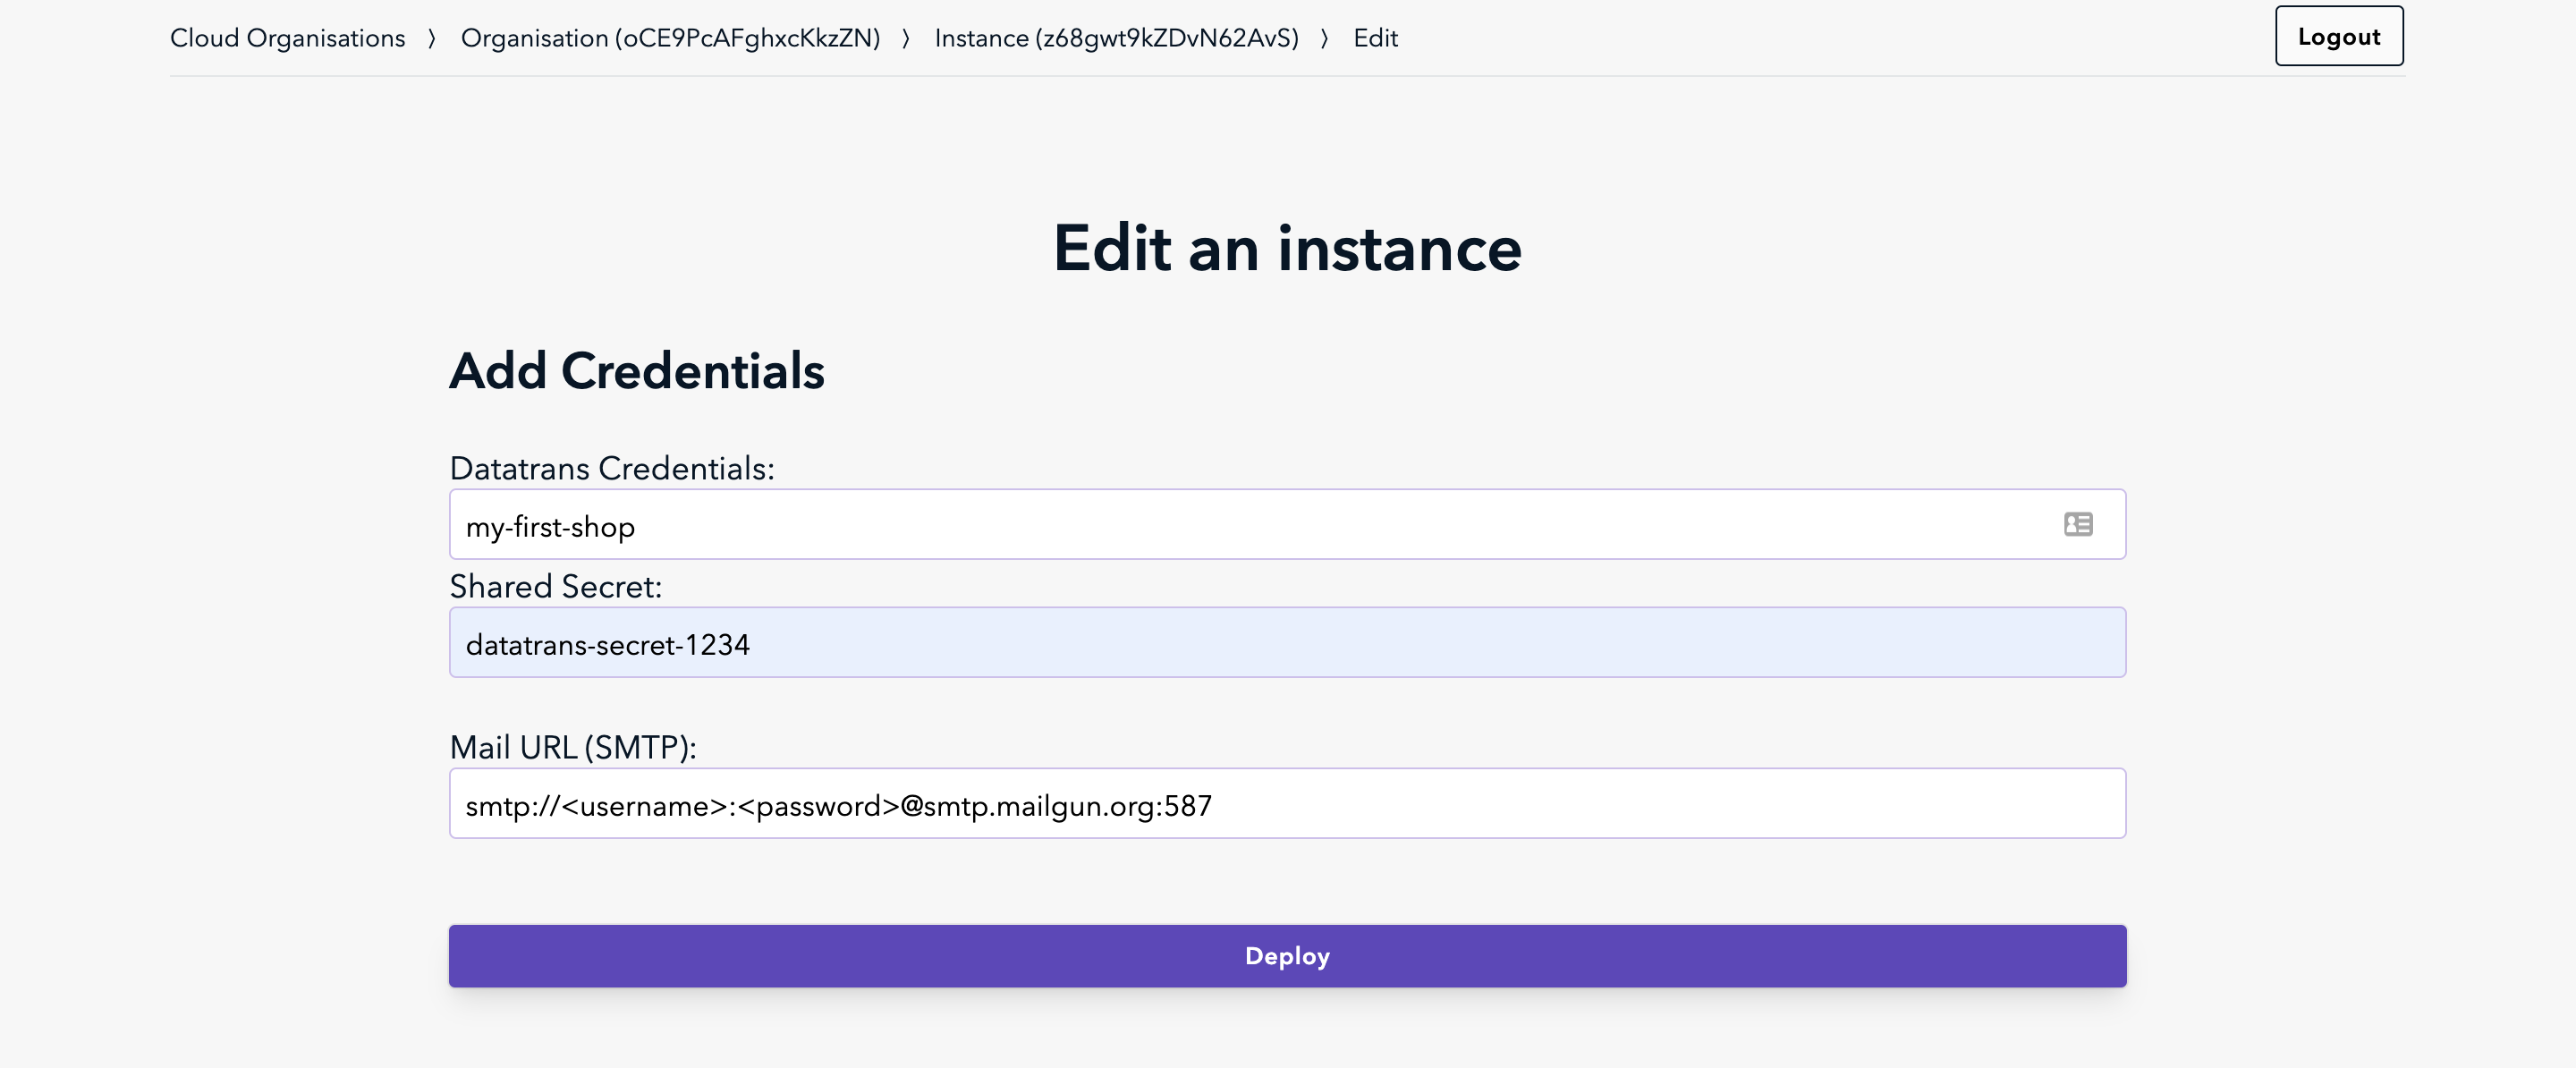 Cloud Organisations 〉 Organisation (oCE9PcAFghxcKkzZN) 〉 Instance (z68gwt9kZDvN62AvS) 〉 Edit
Logout
Edit an instance
Add Credentials
Datatrans Credentials:
my-first-shop
Shared Secret:
datatrans-secret-1234
Mail URL (SMTP):
smtp://<username>:<password>@smtp.mailgun.org:587
Deploy